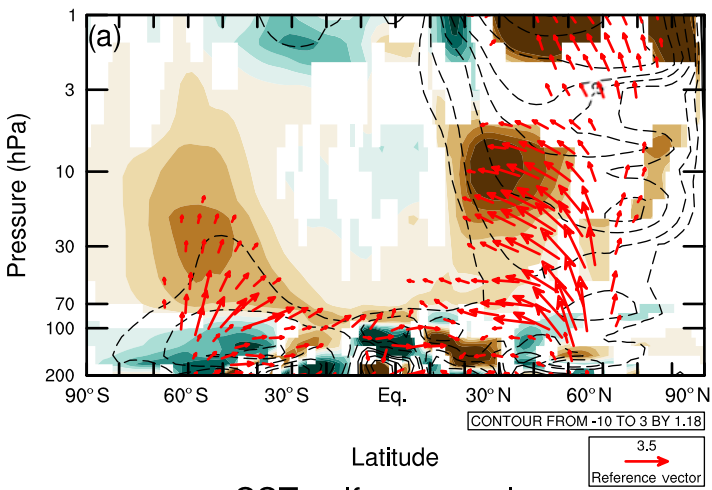 (a)
1
3
10
30
70
100
200
Pressure (hPa)
90°S 60°S 30°S Eq. 30°N 60°N 90°N
CONTOUR FROM -10 TO 3 BY 1.18
Latitude
3.5
Reference vector